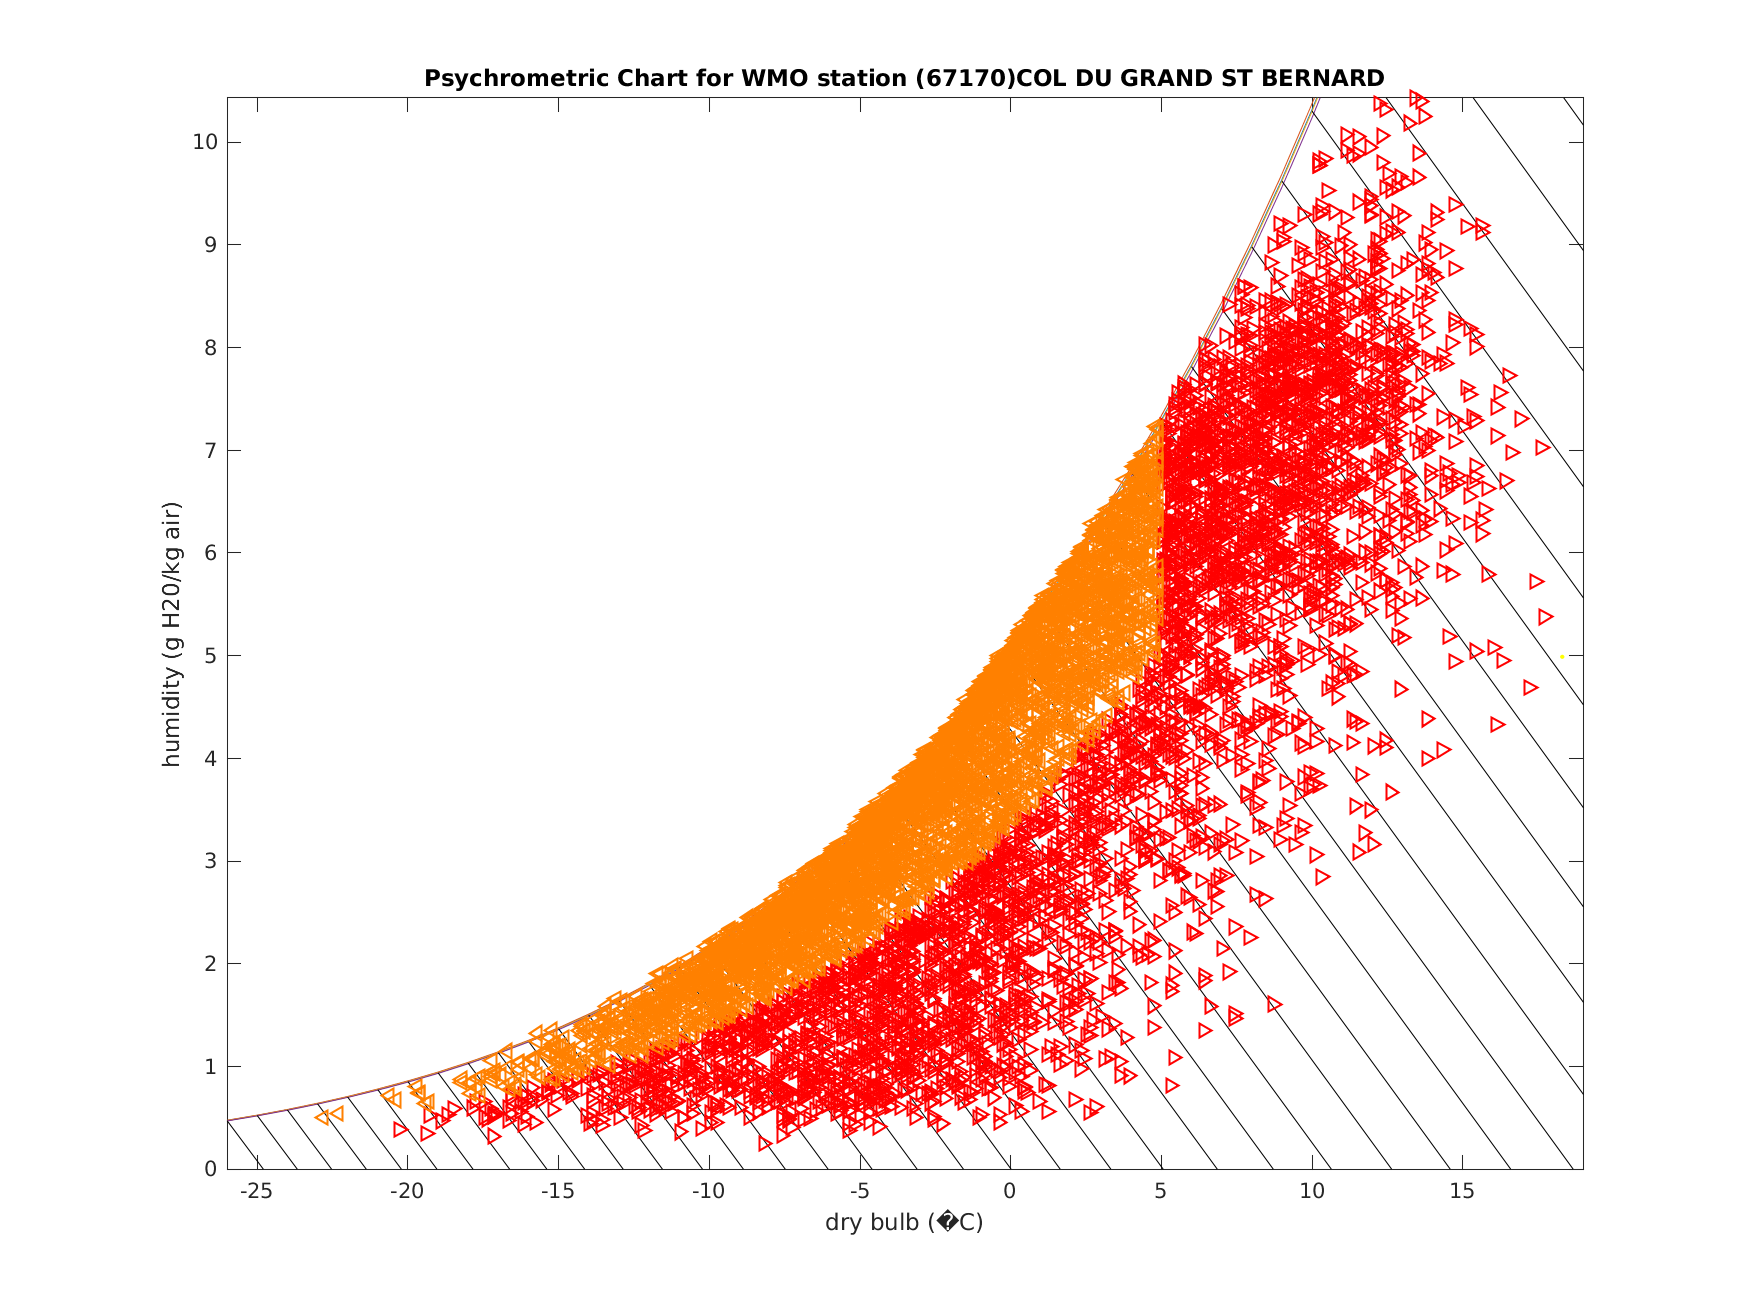 Psychrometric Chart for WMO station (67170)COL DU GRAND ST BERNARD
10
9
8
7
6
5
4
3
2
1
0
humidity (g H20/kg air)
-25 -20 -15 -10 -5 0 5 10 15
dry bulb (�C)